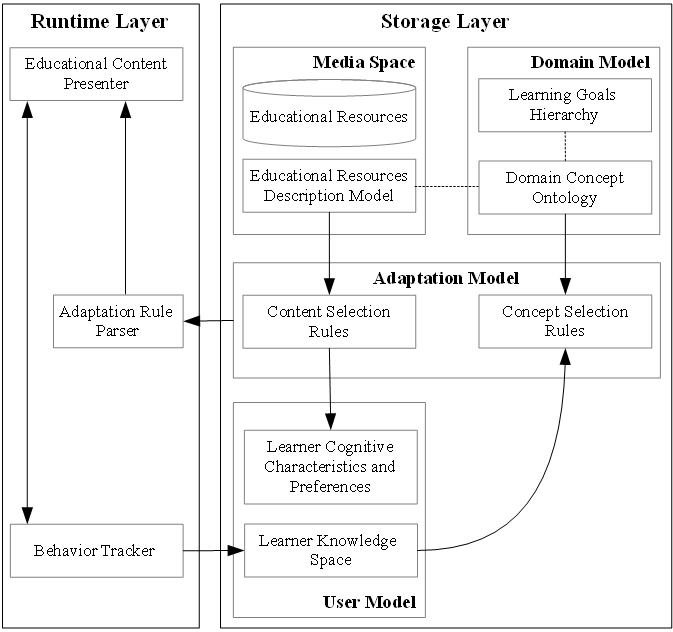 Runtime Layer
Educational Content
Presenter
Adaptation Rule
Parser
Behavior Tracker
Storage Layer
Media Space
Educational Resources
Educational Resources
Description Model
Domain Model
Learning Goals
Hierarchy
Domain Concept
Ontology
Adaptation Model
Content Selection
Rules
Concept Selection
Rules
Learner Cognitive
Characteristics and
Preferences
Learner Knowledge
Space
User Model